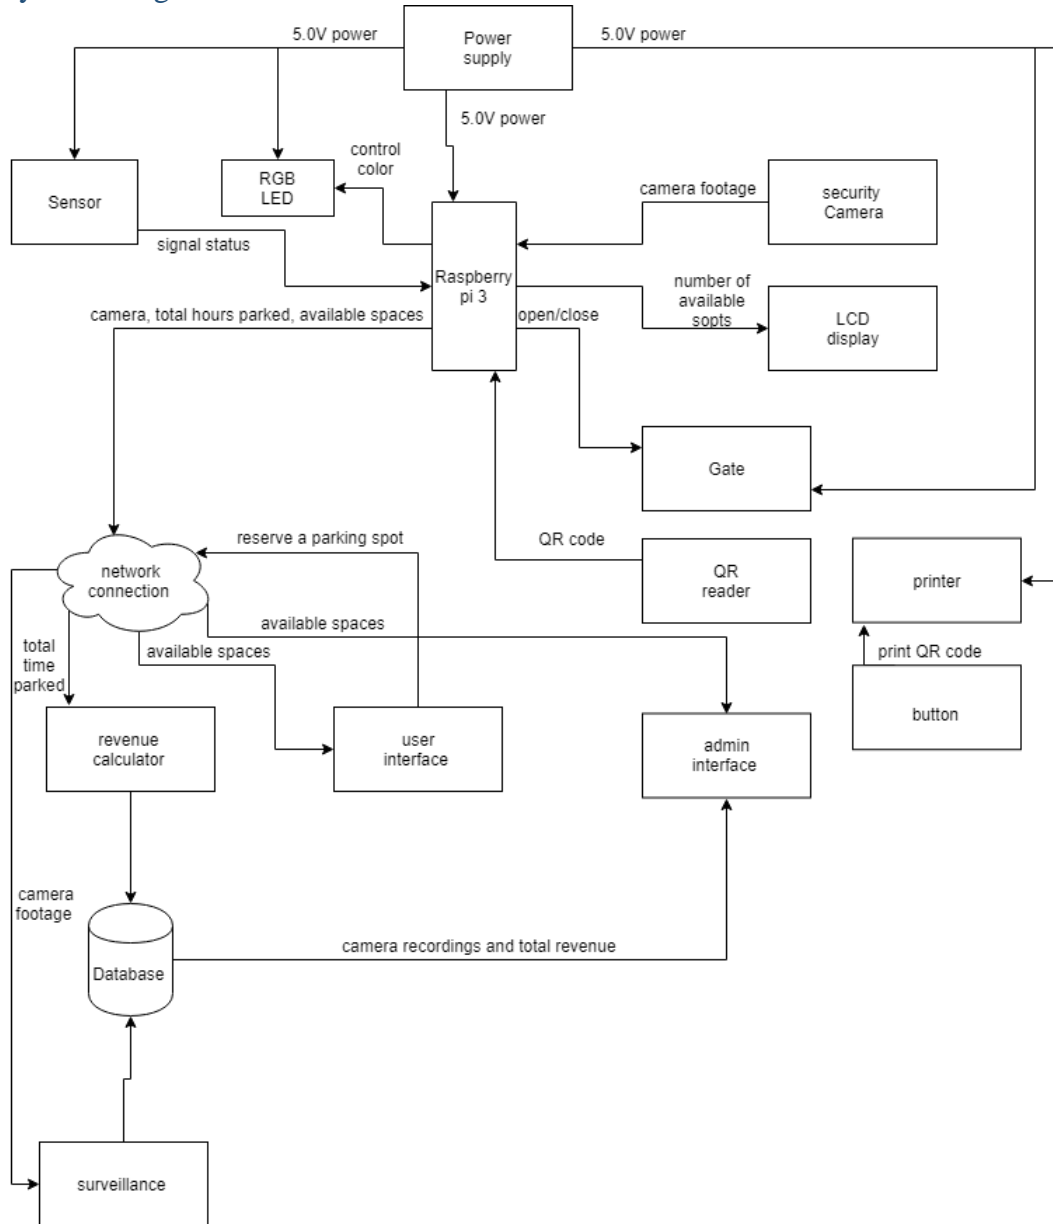 5.0V power
Power
supply
5.0V power
5.0V power
control
color
Sensor
RGB
LED
camera footage
security
Camera
signal status
Raspberry
pi 3
number of
available
sopts
LCD
display
camera, total hours parked, available spaces
open/close
Gate
reserve a parking spot
QR code
network
connection
QR
reader
printer
available spaces
total
time
parked
available spaces
print QR code
revenue
calculator
user
interface
admin
interface
button
camera
footage
camera recordings and total revenue
Database
surveillance